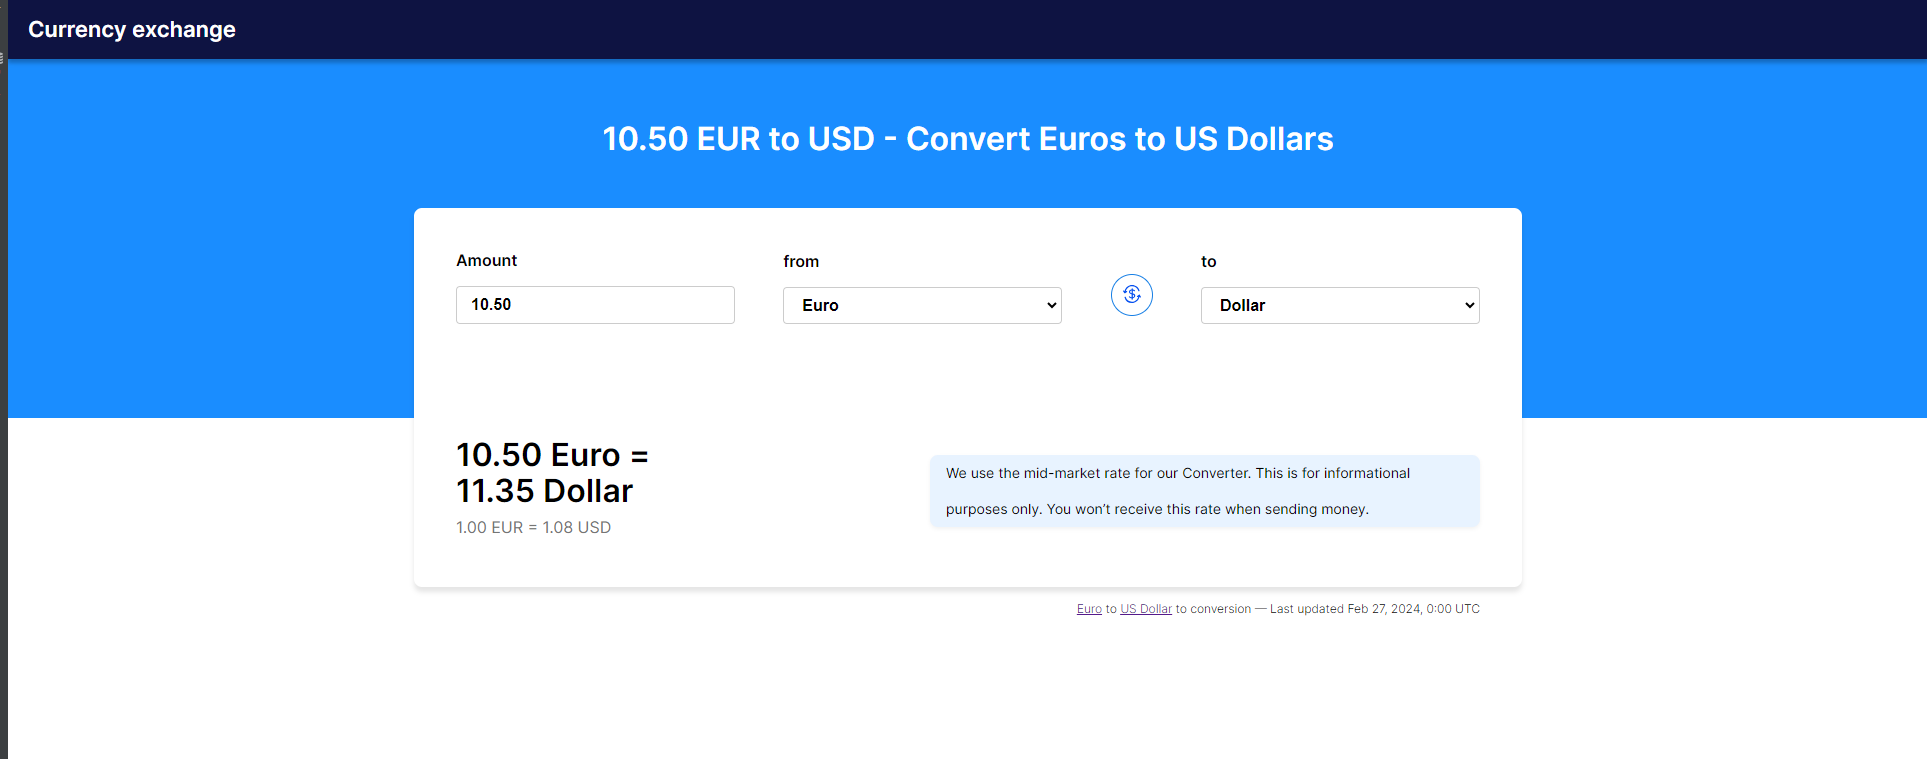 Currency exchange
10.50 EUR to USD - Convert Euros to US Dollars
Amount
from
to
10.50
Euro
$
Dollar
10.50 Euro =
11.35 Dollar
1.00 EUR = 1.08 USD
We use the mid-market rate for our Converter. This is for informational
purposes only. You won’t receive this rate when sending money.
Euro to US Dollar to conversion — Last updated Feb 27, 2024, 0:00 UTC